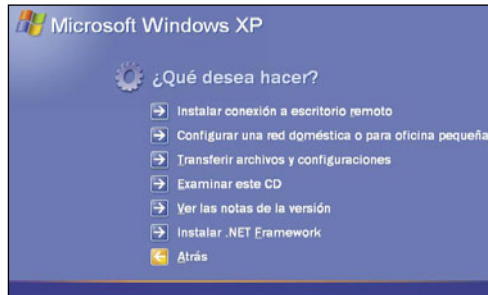 Microsoft Windows XP
¿Qué desea hacer?
Instalar conexión a escritorio remoto
Configurar una red doméstica o para oficina pequeña
Transferir archivos y configuraciones
Examinar este CD
Ver las notas de la versión
Instalar .NET Framework
Atrás